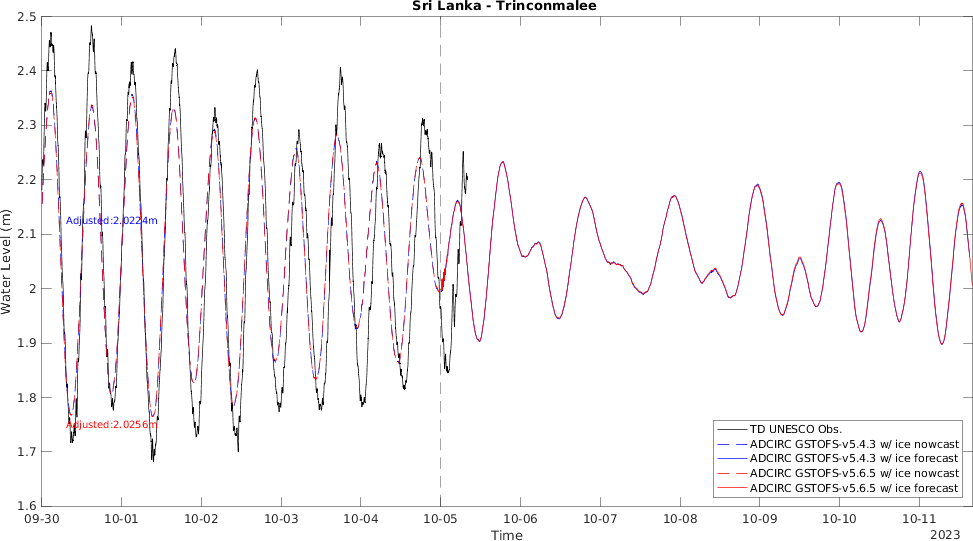 Sri Lanka - Trinconmalee
2.5
2.4
2.3
2.2
2.1
2
1.9
1.8
1.7
1.6
Water Level (m)
Adjusted:2.0224m
Adjusted:2.0256m
TD UNESCO Obs.
ADCIRC GSTOFS-v5.4.3 w/ ice nowcast
ADCIRC GSTOFS-v5.4.3 w/ ice forecast
ADCIRC GSTOFS-v5.6.5 w/ ice nowcast
ADCIRC GSTOFS-v5.6.5 w/ ice forecast
09-30 10-01 10-02 10-03 10-04 10-05 10-06 10-07 10-08 10-09 10-10 10-11
Time
2023